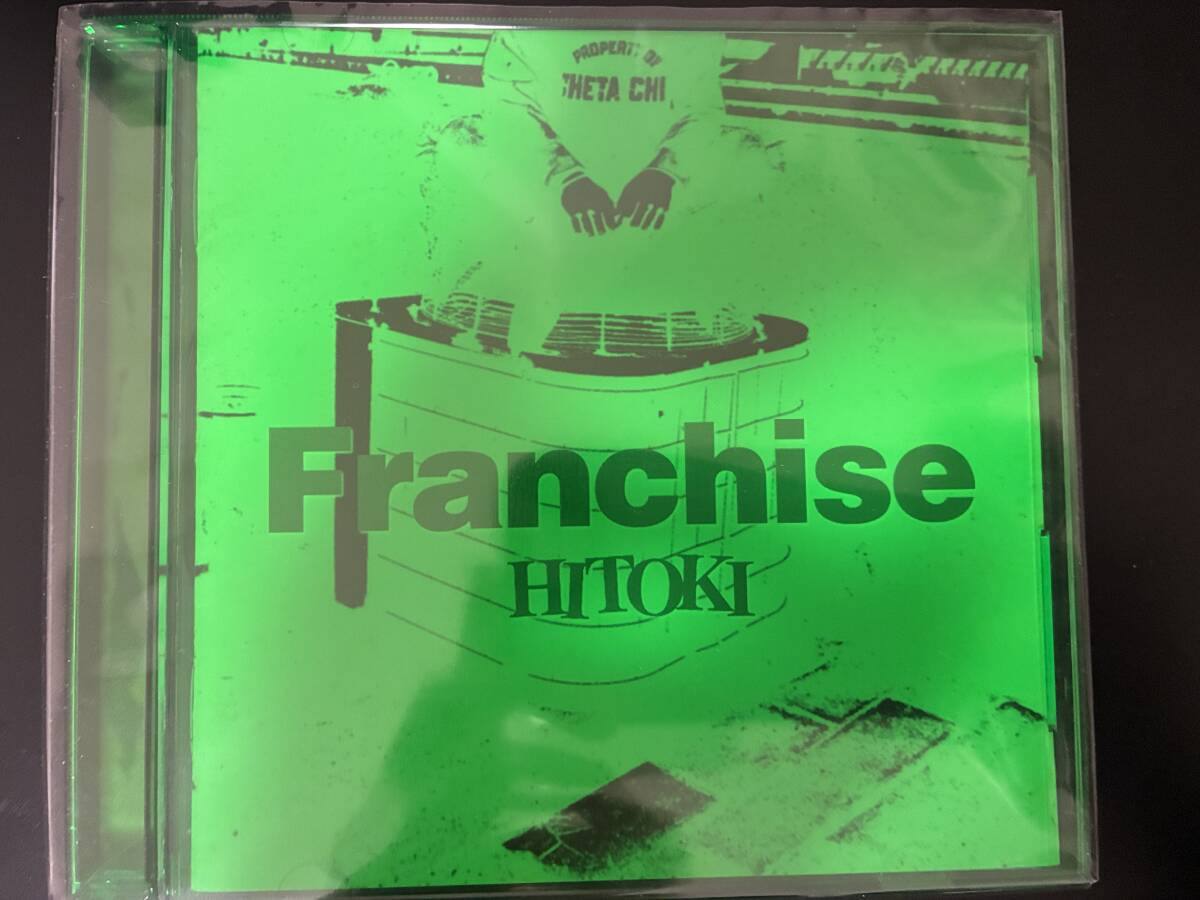 PROPERTY OF
THETA CHI
Franchise
HITOKI